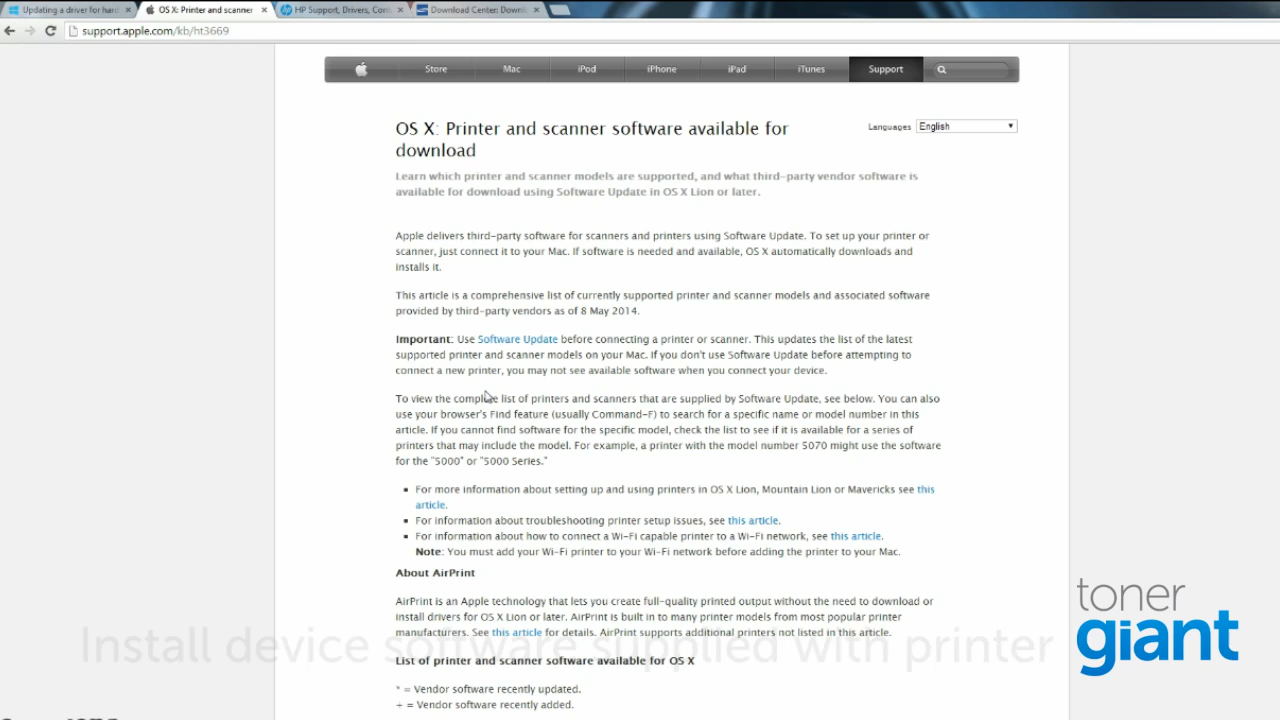 Updating a driver for hard
OS X: Printer and scanner
HP Support, Drivers, Cont
Download Center: Downl
support.apple.com/kb/ht3669
Store Mac iPod iPhone iPad iTunes Support
OS X: Printer and scanner software available for
download
Languages English
Learn which printer and scanner models are supported, and what third-party vendor software is
available for download using Software Update in OS X Lion or later.
Apple delivers third-party software for scanners and printers using Software Update. To set up your printer or
scanner, just connect it to your Mac. If software is needed and available, OS X automatically downloads and
installs it.
This article is a comprehensive list of currently supported printer and scanner models and associated software
provided by third-party vendors as of 8 May 2014.
Important: Use Software Update before connecting a printer or scanner. This updates the list of the latest
supported printer and scanner models on your Mac. If you don't use Software Update before attempting to
connect a new printer, you may not see available software when you connect your device.
To view the complete list of printers and scanners that are supplied by Software Update, see below. You can also
use your browser's Find feature (usually Command-F) to search for a specific name or model number in this
article. If you cannot find software for the specific model, check the list to see if it is available for a series of
printers that may include the model. For example, a printer with the model number 5070 might use the software
for the "5000" or "5000 Series."
For more information about setting up and using printers in OS X Lion, Mountain Lion or Mavericks see this
article.
For information about troubleshooting printer setup issues, see this article.
For information about how to connect a Wi-Fi capable printer to a Wi-Fi network, see this article.
Note: You must add your Wi-Fi printer to your Wi-Fi network before adding the printer to your Mac.
About AirPrint
AirPrint is an Apple technology that lets you create full-quality printed output without the need to download or
install drivers for OS X Lion or later. AirPrint is built in to many printer models from most popular printer
manufacturers. See this article for details. AirPrint supports additional printers not listed in this article.
Install device software supplied with printer
List of printer and scanner software available for OS X
* = Vendor software recently updated.
+ = Vendor software recently added.
toner
giant